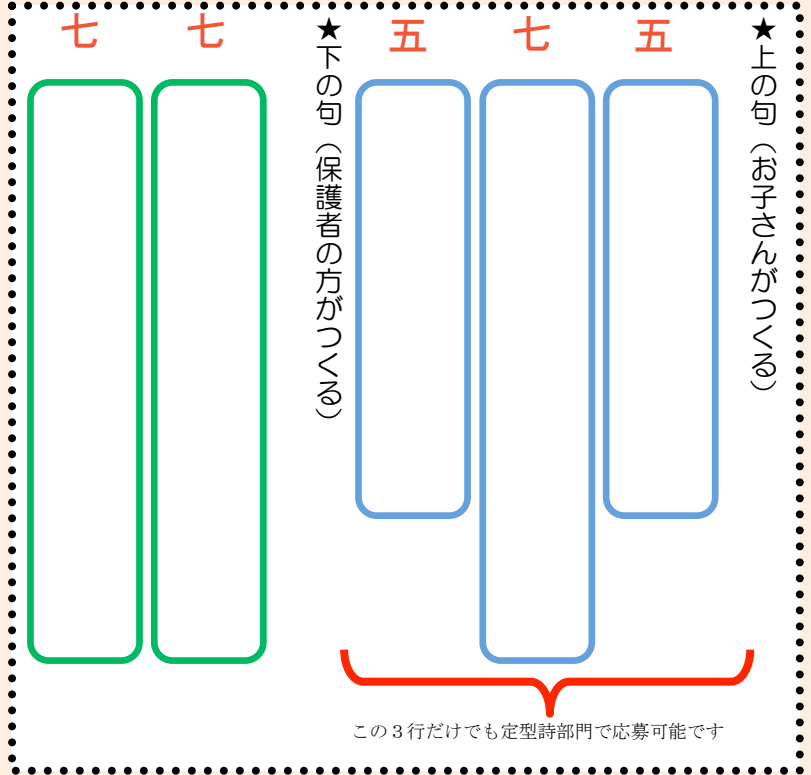 ★上の句（お子さんがつくる）
五
七
五
★下の句（保護者の方がつくる）
七
七
この３行だけでも定型詩部門で応募可能です